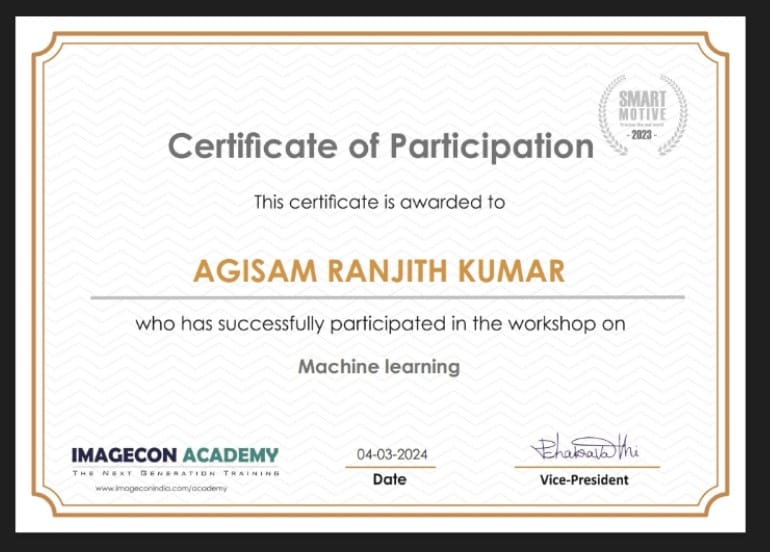 SMART
MOTIVE
- 2023 -
Certificate of Participation
This certificate is awarded to
AGISAM RANJITH KUMAR
who has successfully participated in the workshop on
Machine learning
IMAGECON ACADEMY
THE NEXT GENERATION TRAINING
www.imageconindia.com/academy
04-03-2024
Date
Vice-President